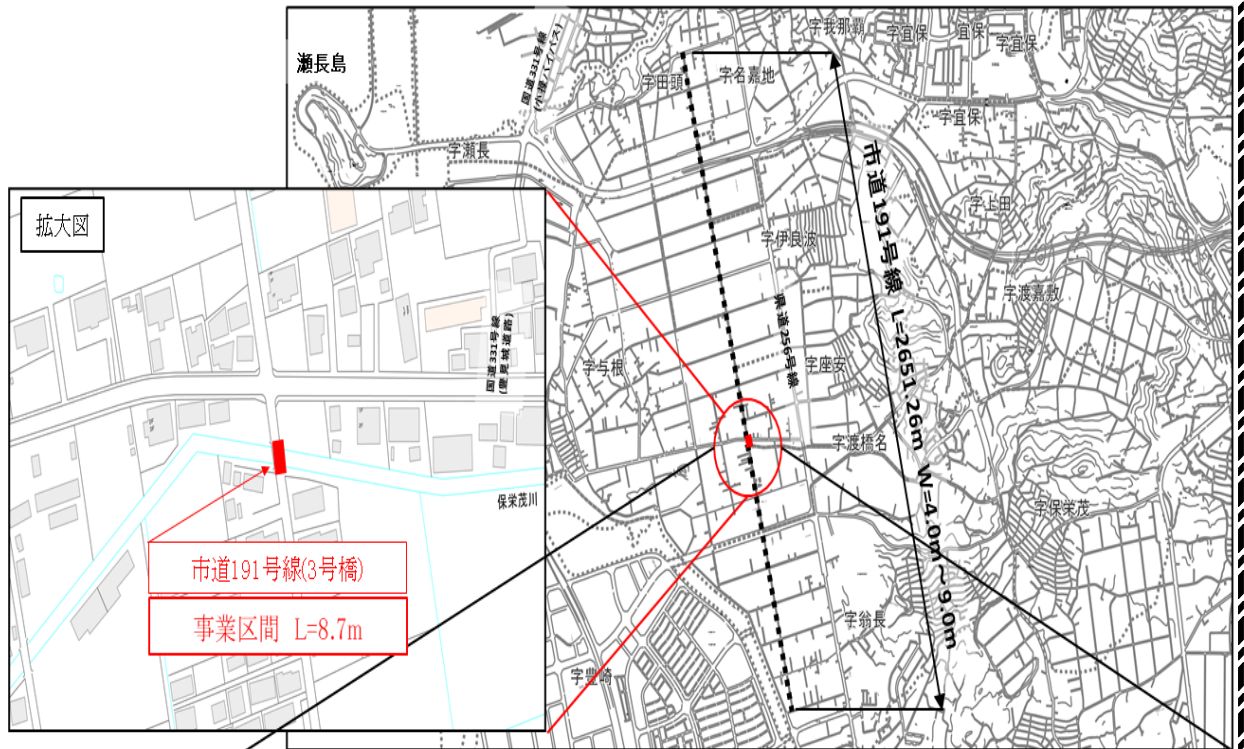 瀬長島
国道331号線
(小禄バイパス)
字我那覇
字宜保
宜保
字宜保
字田頭
字名嘉地
字宜保
字瀬長
市道191号線 L=2651.26m W=4.0m~9.0m
字上田
拡大図
字伊良波
字渡嘉敷
県道256号線
国道331号線
(豊見城道路)
字与根
字座安
字渡橋名
保栄茂川
字保栄茂
市道191号線(3号橋)
事業区間 L=8.7m
字翁長
字豊崎